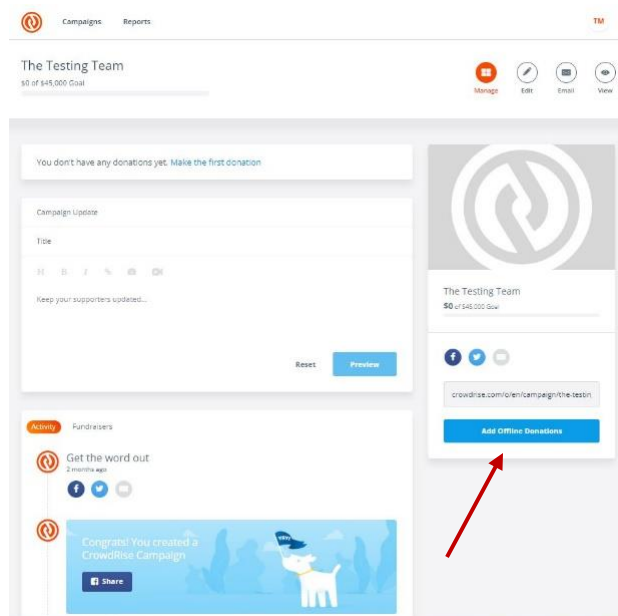 Campaigns Reports TM
The Testing Team
$0 of $45,000 Goal
Manage Edit Email View
You don't have any donations yet. Make the first donation
Campaign Update
Title
H B I
Keep your supporters updated...
Reset Preview
The Testing Team
$0 of $45,000 Goal
crowdrise.com/o/en/campaign/the-testin
Add Offline Donations
Activity Fundraisers
Get the word out
2 months ago
Congrats! You created a
CrowdRise Campaign
Share